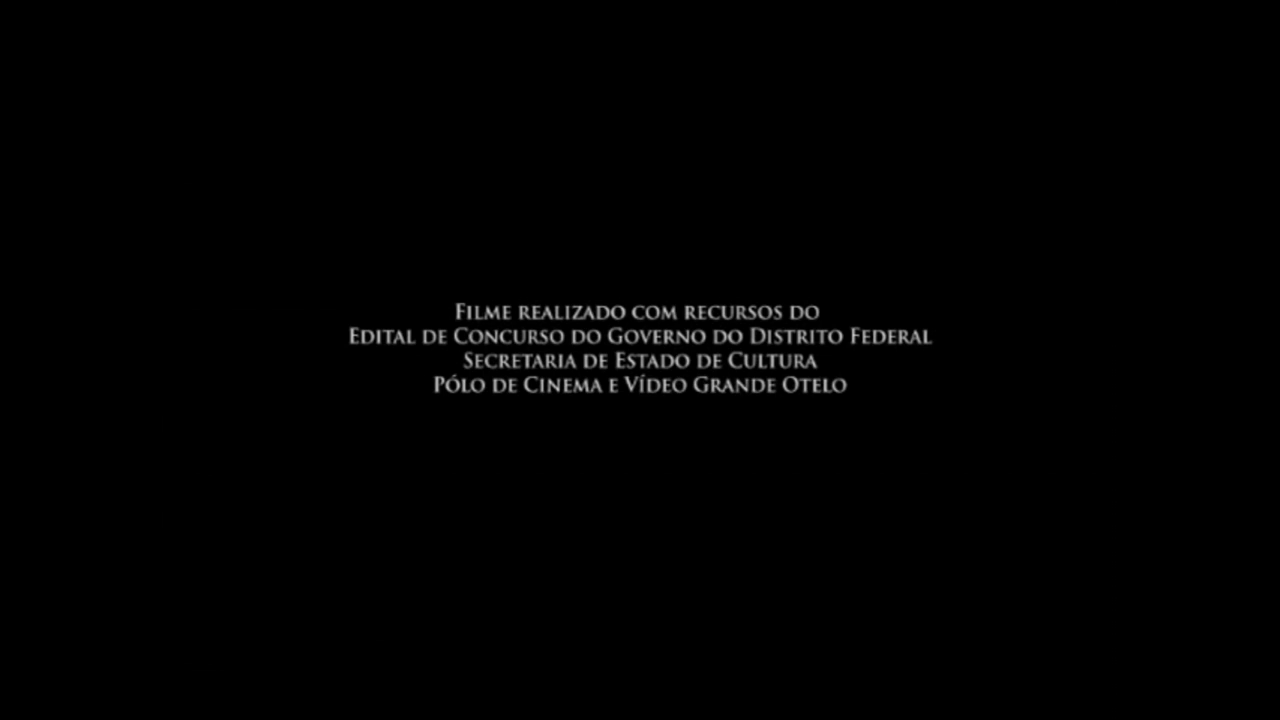 Filme realizado com recursos do
Edital de Concurso do Governo do Distrito Federal
Secretaria de Estado de Cultura
Pólo de Cinema e Vídeo Grande Otelo